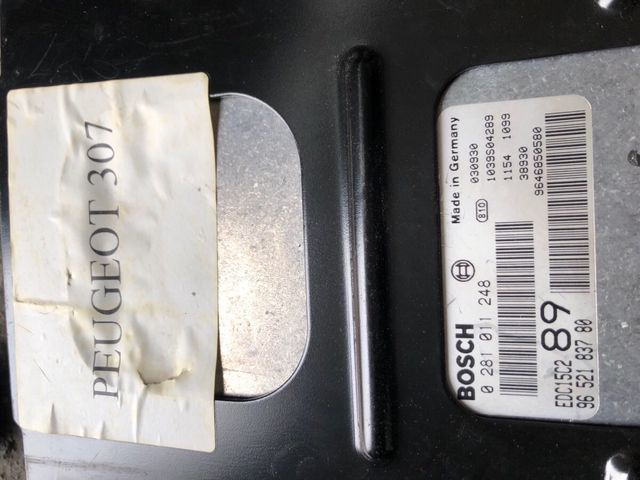 PEUGEOT 307
BOSCH
0 281 011 248
EDC15C2
89
96 521 837 80
Made in Germany
810
030930
1039S04289
1154 1099
38930
9646850580